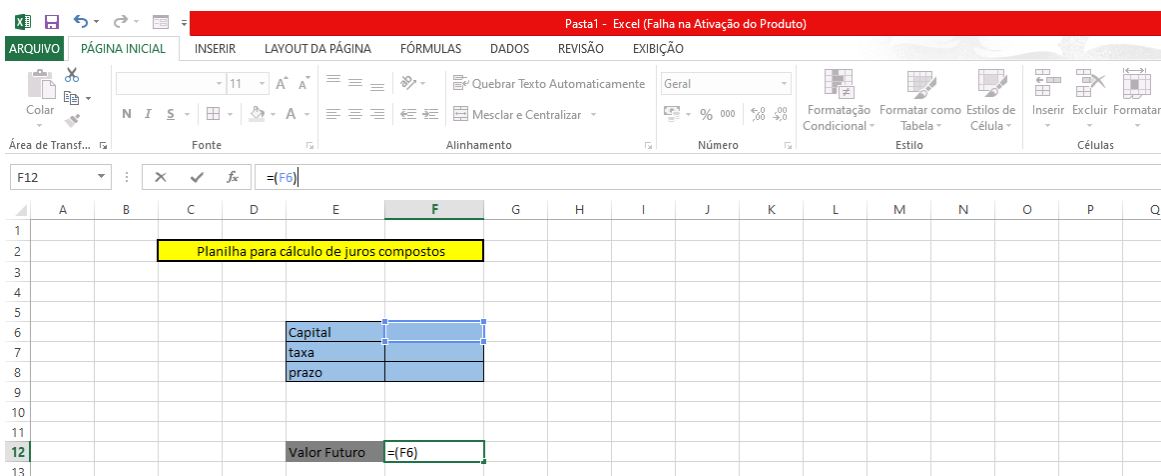 Pasta1 - Excel (Falha na Ativação do Produto)
ARQUIVO PÁGINA INICIAL INSERIR LAYOUT DA PÁGINA FÓRMULAS DADOS REVISÃO EXIBIÇÃO
Colar
11 A A
Quebrar Texto Automaticamente
Geral
N I S A
Mesclar e Centralizar
% 000 ,00 ,0
Formatação Condicional
Formatar como Tabela
Estilos de Célula
Inserir Excluir Formatar
Área de Transf... Fonte Alinhamento Número Estilo Células
F12 fx =(F6)
A B C D E F G H I J K L M N O P Q
1
2 Planilha para cálculo de juros compostos
3
4
5
6 Capital
7 taxa
8 prazo
9
10
11
12 Valor Futuro =(F6)
13